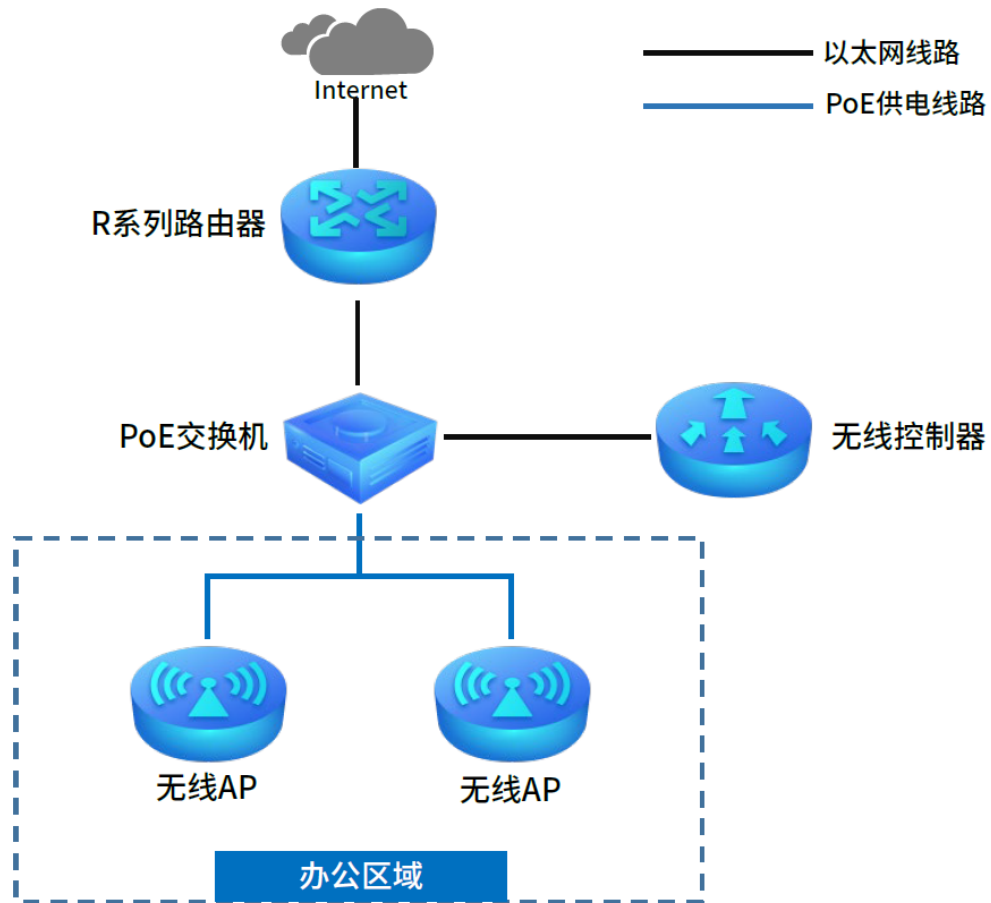 以太网线路
Internet
PoE供电线路
R系列路由器
PoE交换机
无线控制器
无线AP
无线AP
办公区域